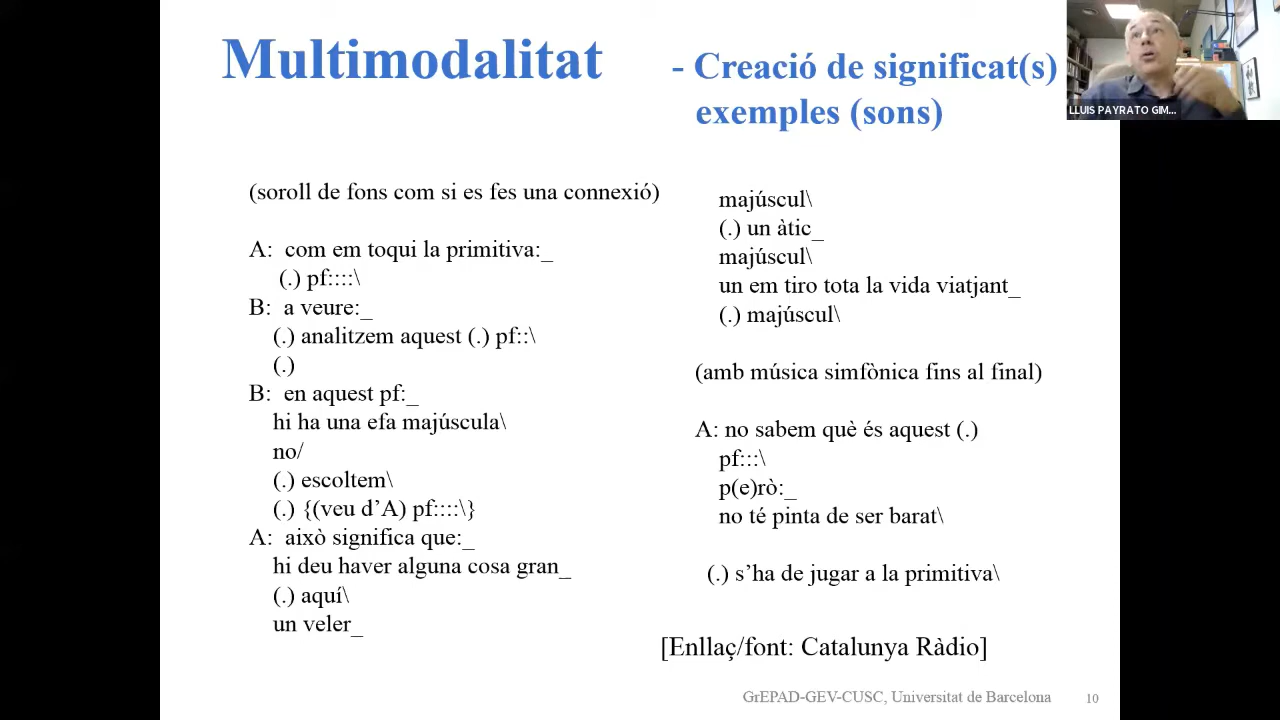 Multimodalitat
- Creació de significat(s)
exemples (sons)
LLUIS PAYRATO GIM...
(soroll de fons com si es fes una connexió)
A: com em toqui la primitiva:_
(.) pf::::\
B: a veure:_
(.) analitzem aquest (.) pf::\
(.)
B: en aquest pf:_
hi ha una efa majúscula\
no/
(.) escoltem\
(.) {(veu d’A) pf::::\}
A: això significa que:_
hi deu haver alguna cosa gran_
(.) aquí\
un veler_
majúscul\
(.) un àtic_
majúscul\
un em tiro tota la vida viatjant_
(.) majúscul\
(amb música simfònica fins al final)
A: no sabem què és aquest (.)
pf:::\
p(e)rò:_
no té pinta de ser barat\
(.) s’ha de jugar a la primitiva\
[Enllaç/font: Catalunya Ràdio]
GrEPAD-GEV-CUSC, Universitat de Barcelona
10